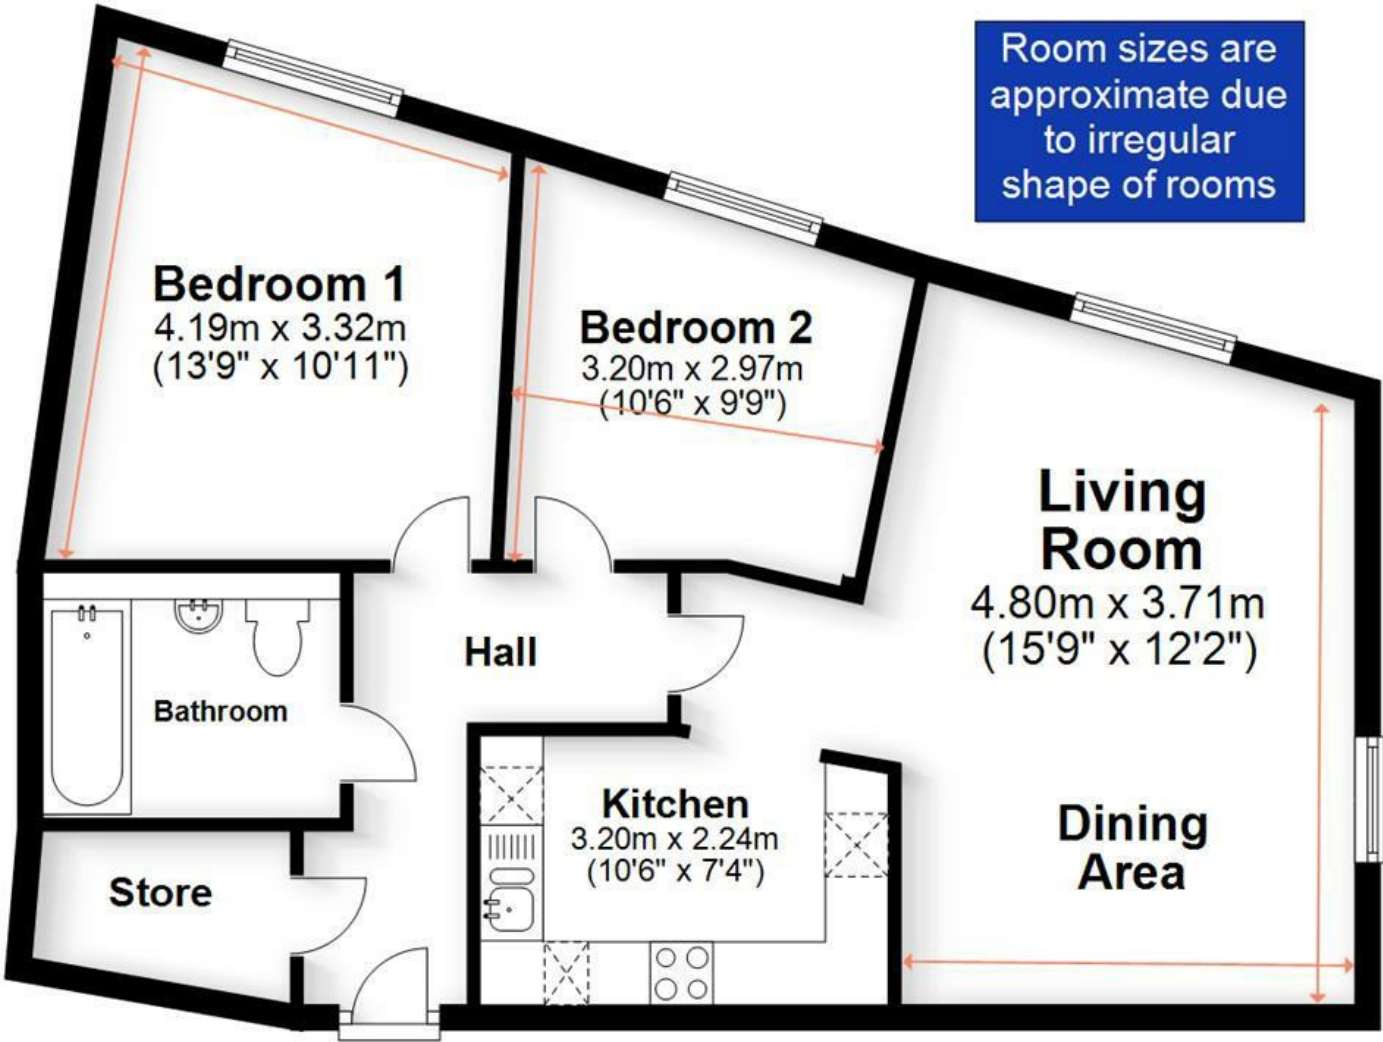 Room sizes are
approximate due
to irregular
shape of rooms
Bedroom 1
4.19m x 3.32m
(13'9" x 10'11")
Bedroom 2
3.20m x 2.97m
(10'6" x 9'9")
Living
Room
4.80m x 3.71m
(15'9" x 12'2")
Hall
Bathroom
Kitchen
3.20m x 2.24m
(10'6" x 7'4")
Dining
Area
Store